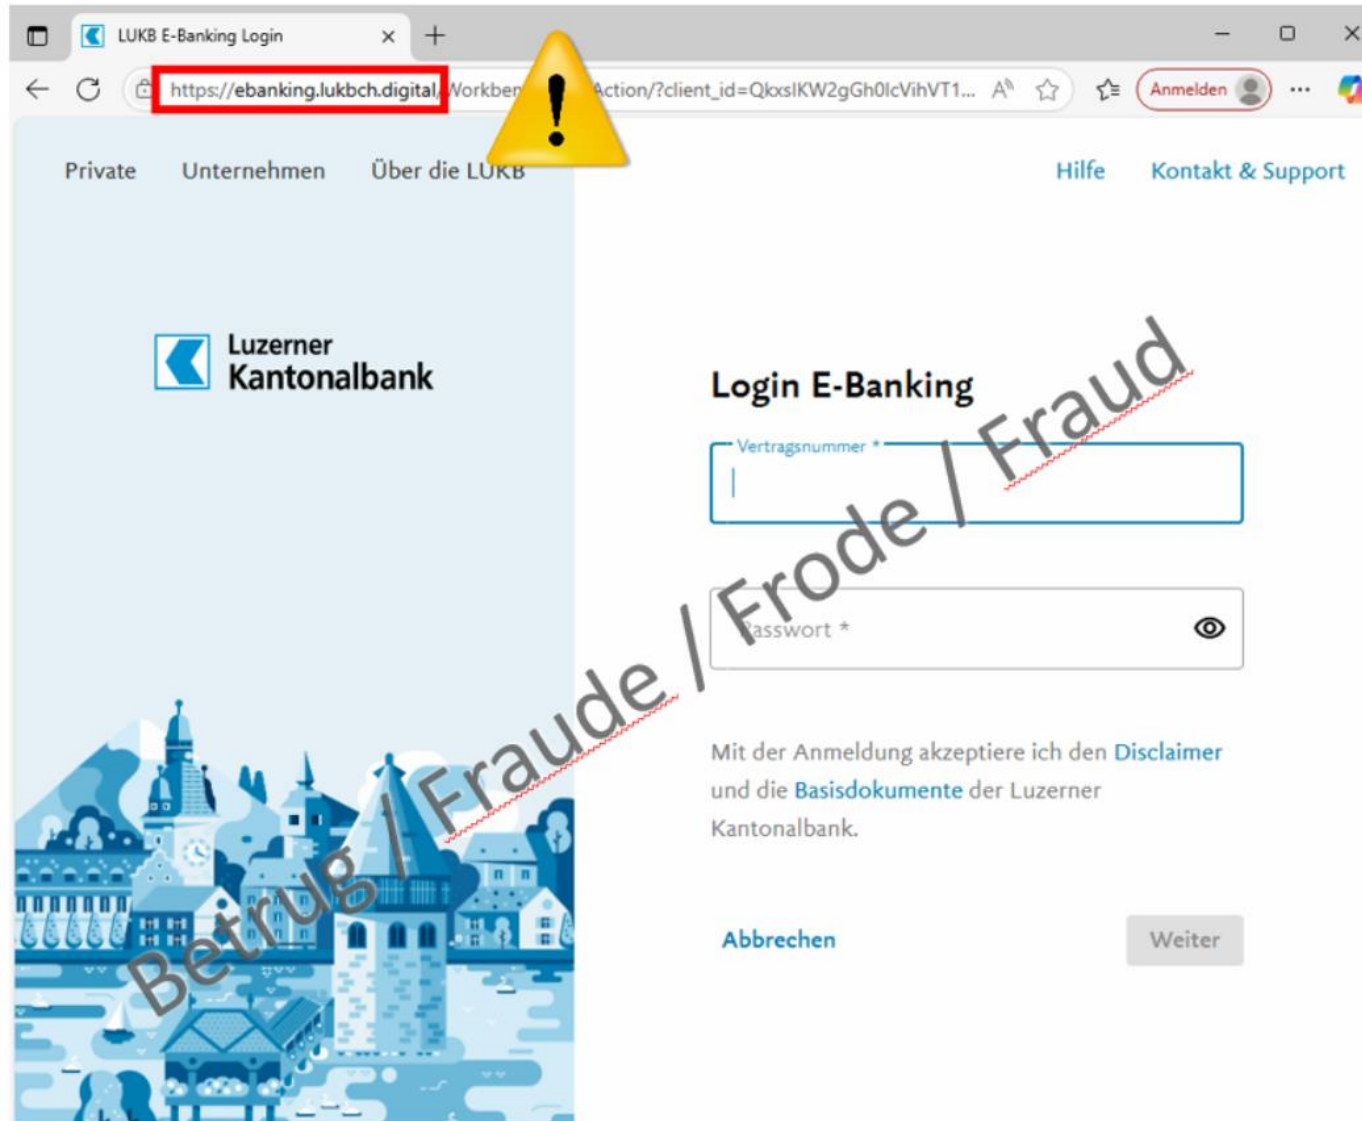 LUKB E-Banking Login
https://ebanking.lukbch.digital/Workben Action/?client_id=QkxsIKW2gGh0lcVihVT1...
Anmelden
Private Unternehmen Über die LUKB Hilfe Kontakt & Support
Luzerner
Kantonalbank
Login E-Banking
Vertragsnummer *
Passwort *
Mit der Anmeldung akzeptiere ich den Disclaimer
und die Basisdokumente der Luzerner
Kantonalbank.
Abbrechen Weiter
Betrug / Fraude / Frode / Fraud